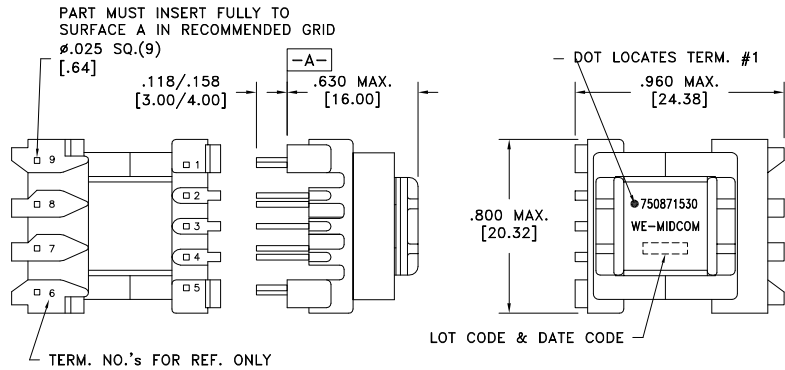 PART MUST INSERT FULLY TO
SURFACE A IN RECOMMENDED GRID
ø.025 SQ.(9)
[.64]
.118/.158
[3.00/4.00]
-A-
.630 MAX.
[16.00]
DOT LOCATES TERM. #1
.960 MAX.
[24.38]
9
1
8
2
3
7
4
6
5
.800 MAX.
[20.32]
750871530
WE-MIDCOM
LOT CODE & DATE CODE
TERM. NO.'s FOR REF. ONLY